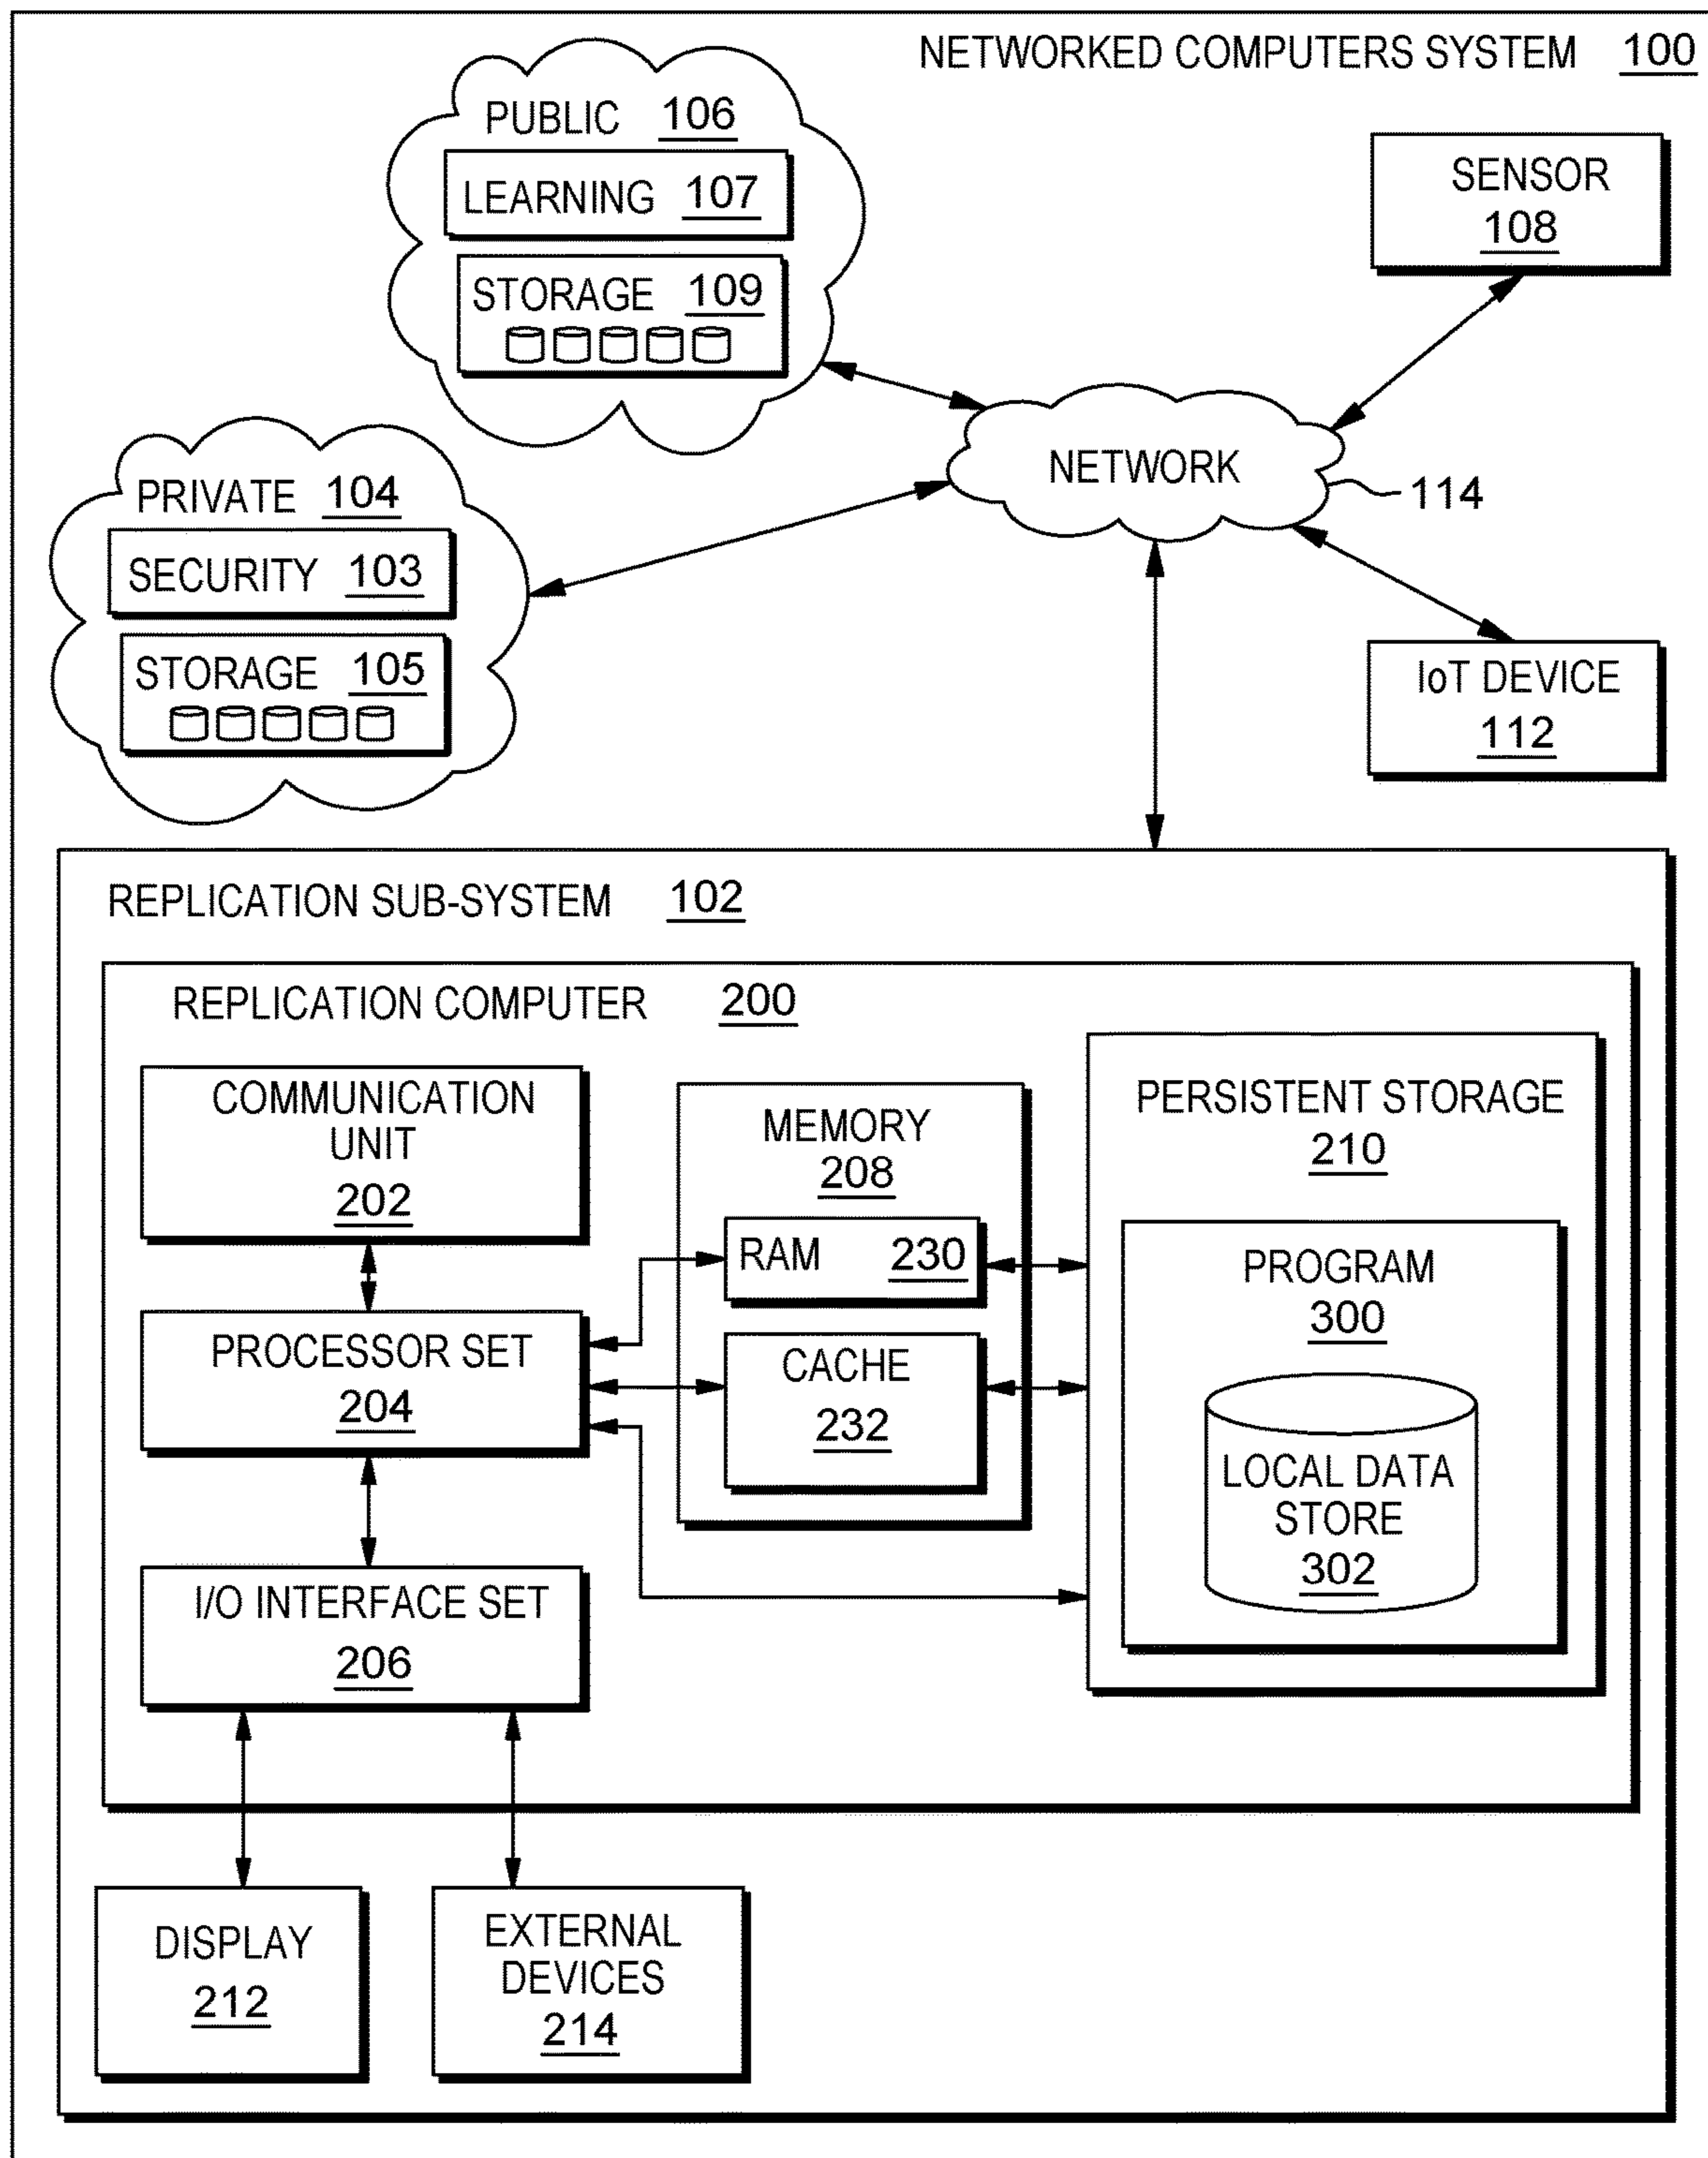 NETWORKED COMPUTERS SYSTEM 100
PUBLIC 106
LEARNING 107
STORAGE 109
SENSOR
108
NETWORK
114
PRIVATE 104
SECURITY 103
STORAGE 105
IoT DEVICE
112
REPLICATION SUB-SYSTEM 102
REPLICATION COMPUTER 200
COMMUNICATION
UNIT
202
PROCESSOR SET
204
I/O INTERFACE SET
206
MEMORY
208
RAM 230
CACHE
232
PERSISTENT STORAGE
210
PROGRAM
300
LOCAL DATA
STORE
302
DISPLAY
212
EXTERNAL
DEVICES
214